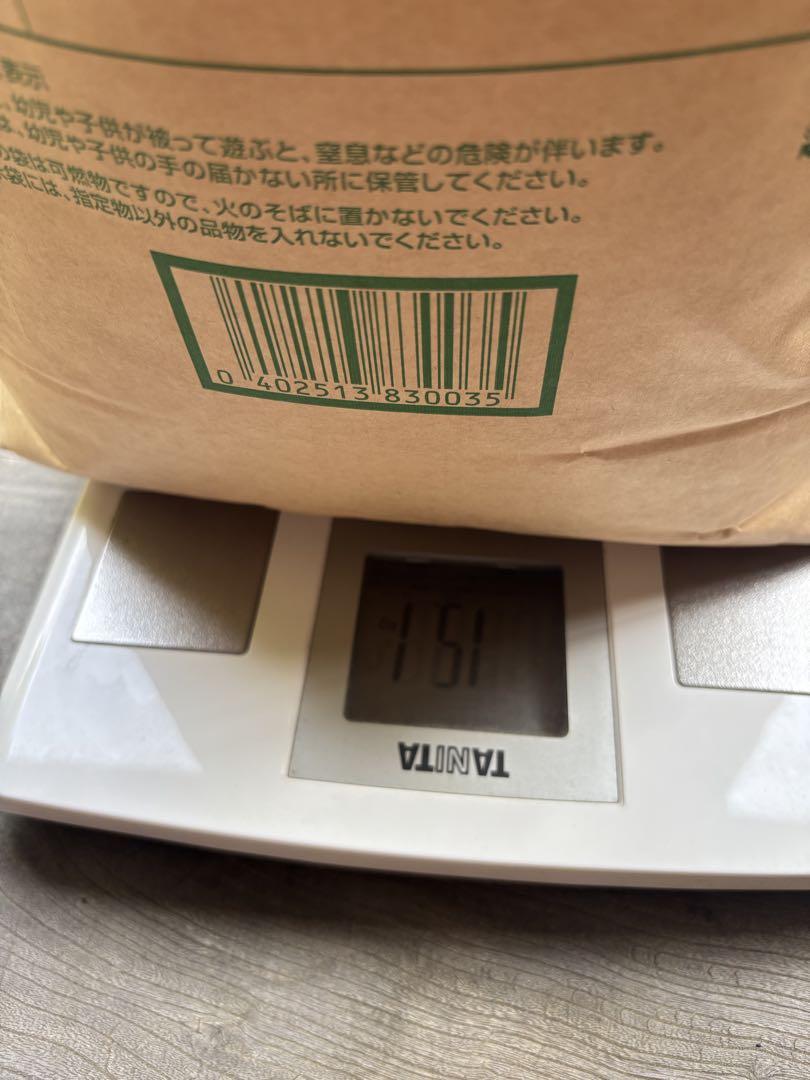 表示
、幼児や子供が被って遊ぶと、窒息などの危険が伴います。
は、幼児や子供の手の届かない所に保管してください。
の袋は可燃物ですので、火のそばに置かないでください。
袋には、指定物以外の品物を入れないでください。
0 402513 830035
TANITA
15.1